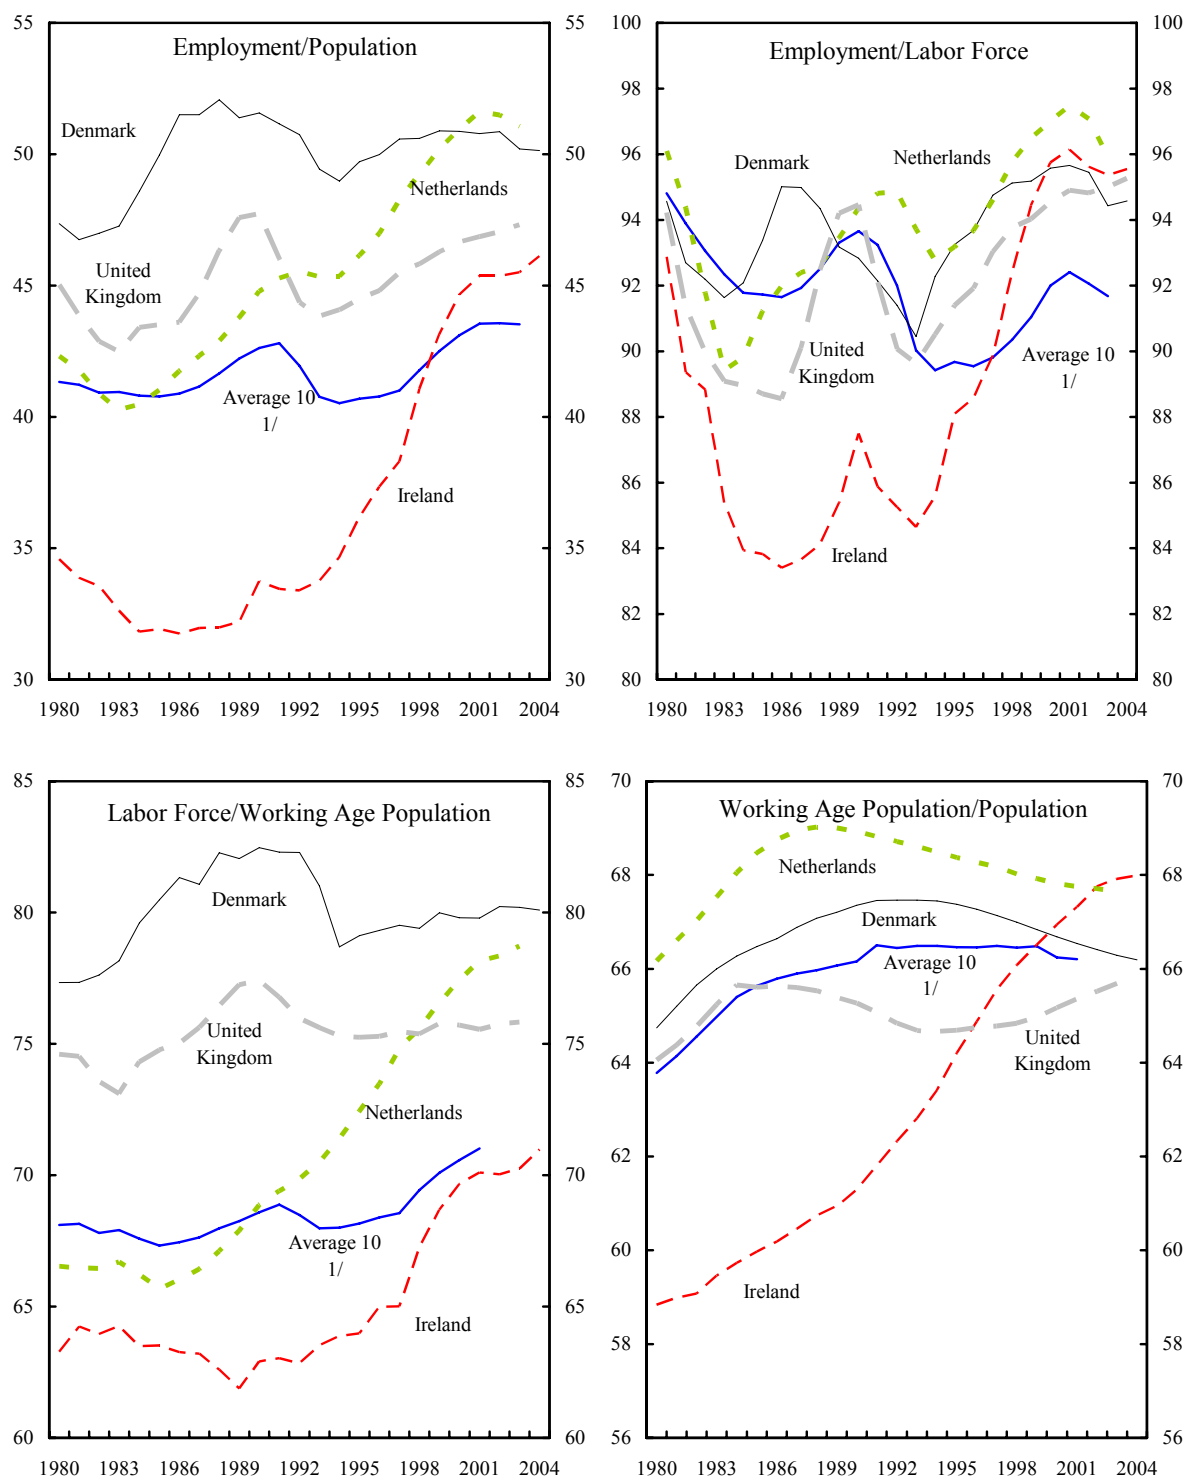 55 55 100 100
Employment/Population
Employment/Labor Force
98 98
Denmark
50 50
96 96
Denmark
Netherlands
Netherlands
94 94
United
Kingdom
45 45
92 92
United
Kingdom
Average 10
1/
90 90
Average 10
1/
40 40
88 88
86 86
Ireland
35 35
84 84
Ireland
82 82
30 30 80 80
1980 1983 1986 1989 1992 1995 1998 2001 2004
1980 1983 1986 1989 1992 1995 1998 2001 2004
85 85 70 70
Labor Force/Working Age Population
Working Age Population/Population
Netherlands
68 68
Denmark
80 80
Denmark
Average 10
1/
66 66
United
Kingdom
75 75
United
Kingdom
64 64
Netherlands
62 62
70 70
Average 10
1/
60 60
Ireland
65 65
Ireland
58 58
60 60 56 56
1980 1983 1986 1989 1992 1995 1998 2001 2004
1980 1983 1986 1989 1992 1995 1998 2001 2004